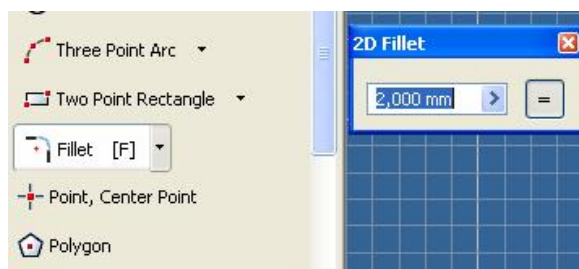 Three Point Arc
Two Point Rectangle
Fillet [F]
Point, Center Point
Polygon
2D Fillet
2,000 mm
=